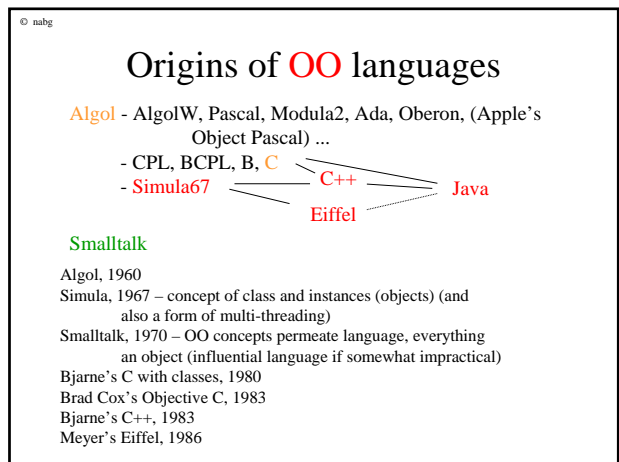 © nabg
Origins of OO languages
Algol - AlgolW, Pascal, Modula2, Ada, Oberon, (Apple's
Object Pascal) ...
- CPL, BCPL, B, C
- Simula67
C++
Java
Eiffel
Smalltalk
Algol, 1960
Simula, 1967 – concept of class and instances (objects) (and
also a form of multi-threading)
Smalltalk, 1970 – OO concepts permeate language, everything
an object (influential language if somewhat impractical)
Bjarne's C with classes, 1980
Brad Cox's Objective C, 1983
Bjarne's C++, 1983
Meyer's Eiffel, 1986